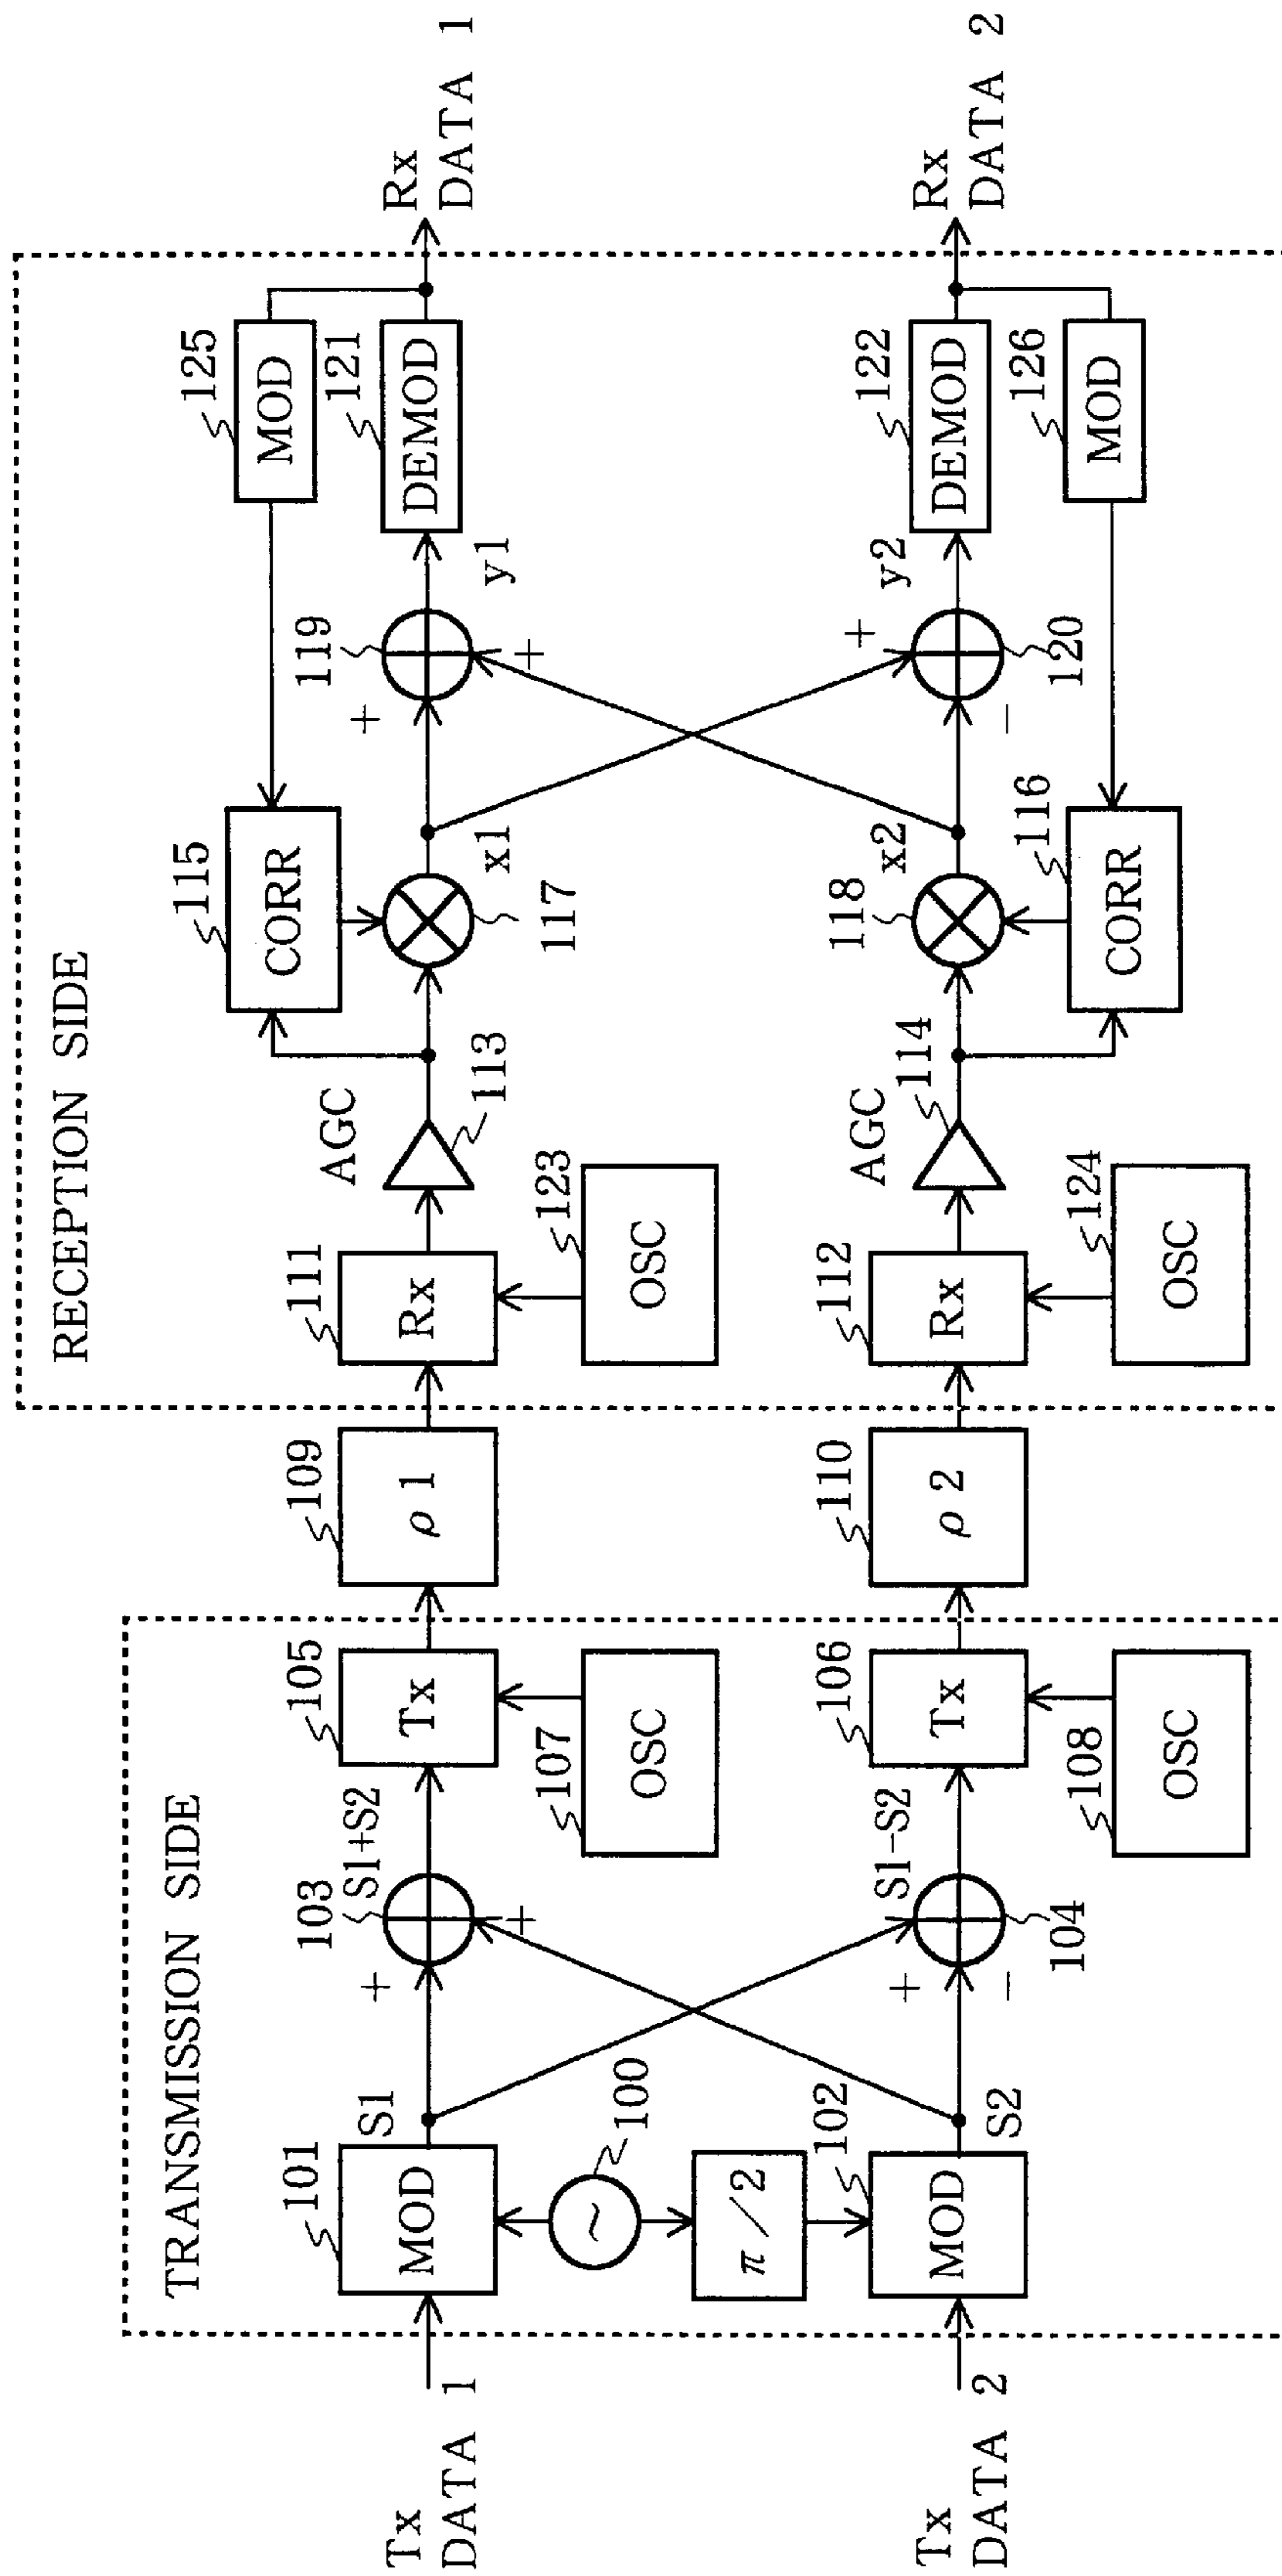 TRANSMISSION SIDE
Tx
DATA 1
101
MOD
S1
103
+
+
S1+S2
105
Tx
107
OSC
100
~
π/2
Tx
DATA 2
102
MOD
S2
104
+
−
S1−S2
106
Tx
108
OSC
109
ρ1
110
ρ2
RECEPTION SIDE
111
Rx
123
OSC
AGC
113
115
CORR
117
x1
119
+
+
y1
121
DEMOD
125
MOD
Rx
DATA 1
112
Rx
124
OSC
AGC
114
116
CORR
118
x2
120
+
−
y2
122
DEMOD
126
MOD
Rx
DATA 2